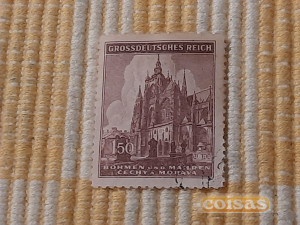 GROSSDEUTSCHES REICH
1.50
BÖHMEN UND MÄHREN
ČECHY A MORAVA
coisas